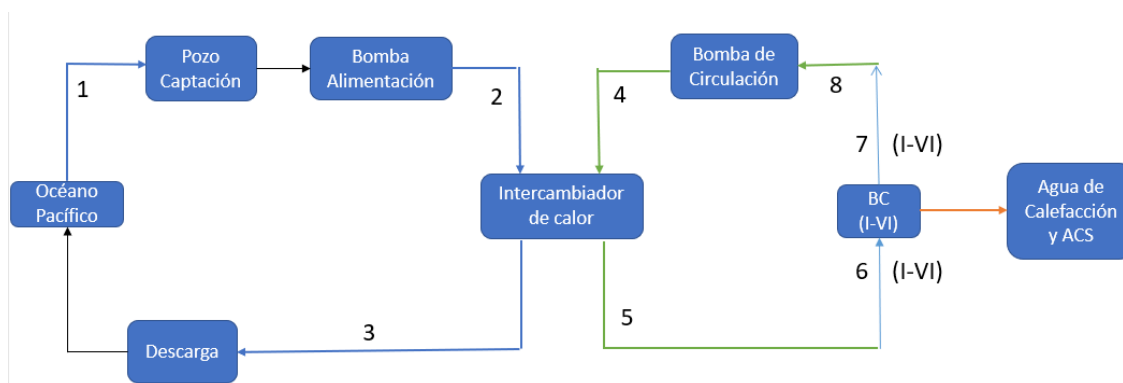 Pozo
Captación
Bomba
Alimentación
Bomba de
Circulación
1
2
4
8
7 (I-VI)
Océano
Pacífico
Intercambiador
de calor
BC
(I-VI)
Agua de
Calefacción
y ACS
6 (I-VI)
3
5
Descarga